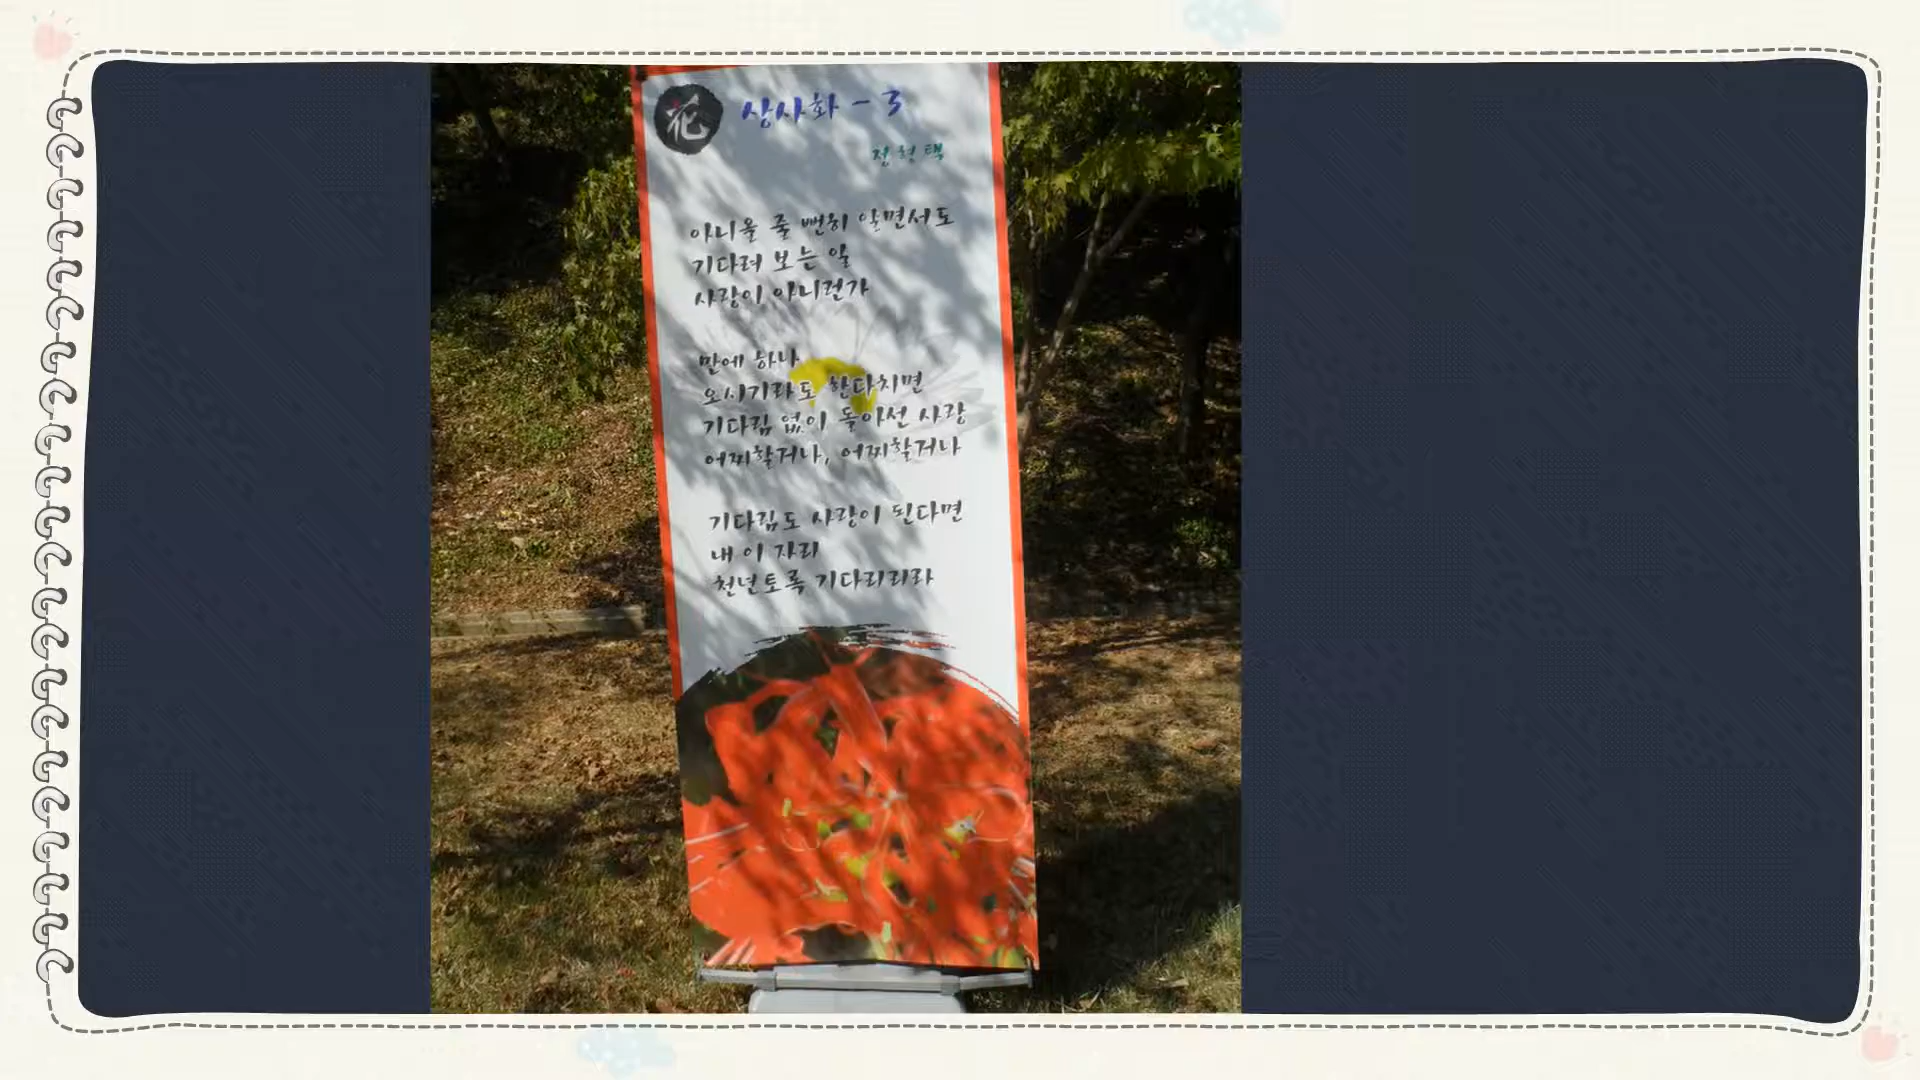 花
상사화 - 3
정형택
아니올 줄 뻔히 알면서도
기다려 보는 일
사랑이 아니런가
만에 하나
오시기라도 한다치면
기다림 없이 돌아선 사랑
어찌할거나, 어찌할거나
기다림도 사랑이 된다면
내 이 자리
천년토록 기다리리라